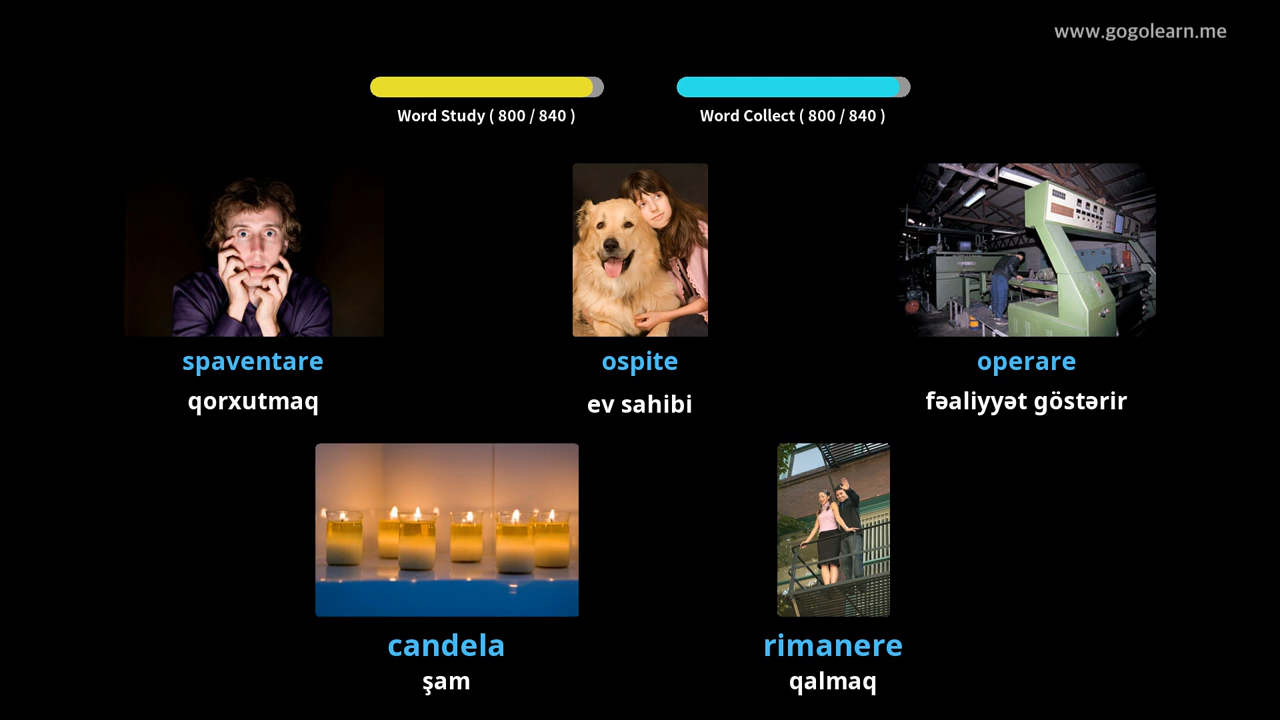 www.gogolearn.me
Word Study ( 800 / 840 )
Word Collect ( 800 / 840 )
spaventare
ospite
operare
qorxutmaq
ev sahibi
fəaliyyət göstərir
candela
rimanere
şam
qalmaq